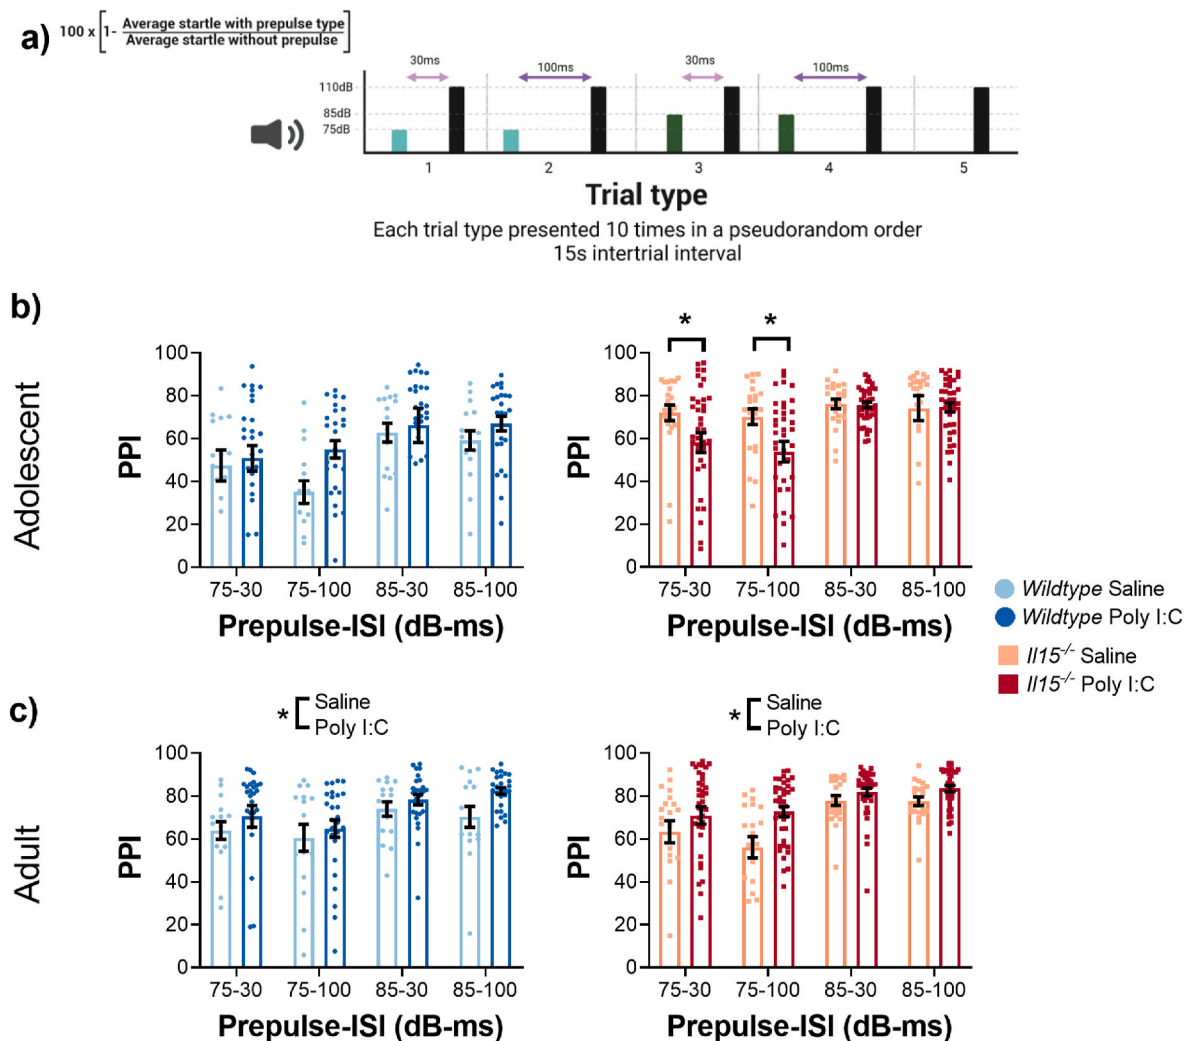 a)
100 x [1- Average startle with prepulse type
Average startle without prepulse]
30ms 100ms 30ms 100ms
110dB
85dB
75dB
1 2 3 4 5
Trial type
Each trial type presented 10 times in a pseudorandom order
15s intertrial interval
b)
Adolescent
PPI
100
80
60
40
20
0
75-30 75-100 85-30 85-100
Prepulse-ISI (dB-ms)
* *
PPI
100
80
60
40
20
0
75-30 75-100 85-30 85-100
Prepulse-ISI (dB-ms)
Wildtype Saline
Wildtype Poly I:C
Il15-/- Saline
Il15-/- Poly I:C
c)
Adult
* Saline
Poly I:C
PPI
100
80
60
40
20
0
75-30 75-100 85-30 85-100
Prepulse-ISI (dB-ms)
* Saline
Poly I:C
PPI
100
80
60
40
20
0
75-30 75-100 85-30 85-100
Prepulse-ISI (dB-ms)